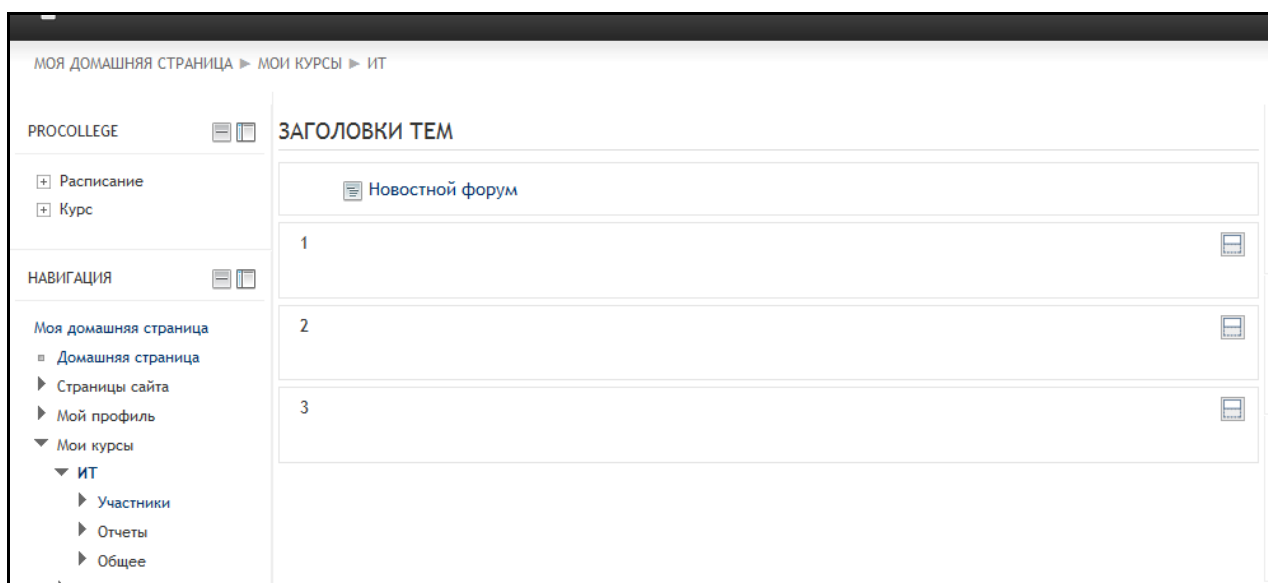 МОЯ ДОМАШНЯЯ СТРАНИЦА ► МОИ КУРСЫ ► ИТ
PROCOLLEGE
Расписание
Курс
НАВИГАЦИЯ
Моя домашняя страница
Домашняя страница
Страницы сайта
Мой профиль
Мои курсы
ИТ
Участники
Отчеты
Общее
ЗАГОЛОВКИ ТЕМ
Новостной форум
1
2
3